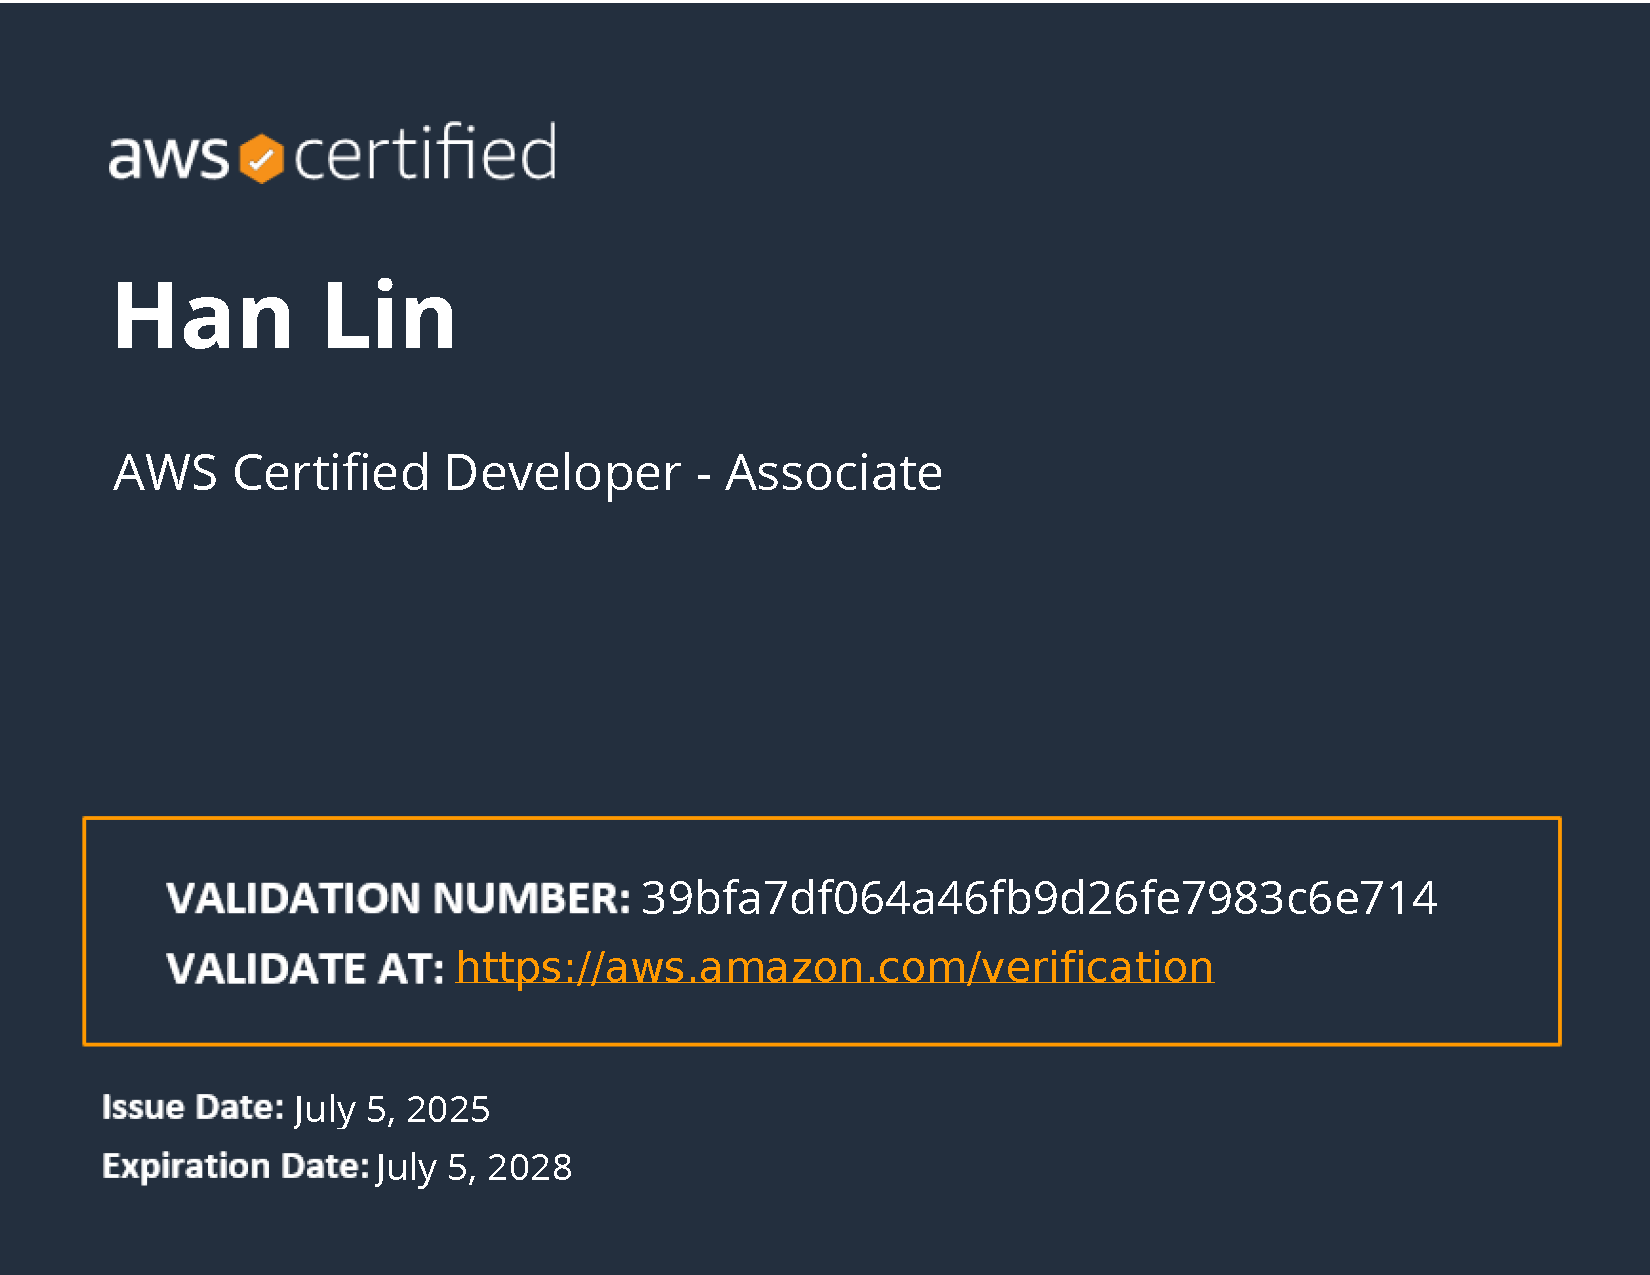 aws certified
Han Lin
AWS Certified Developer - Associate
VALIDATION NUMBER: 39bfa7df064a46fb9d26fe7983c6e714
VALIDATE AT: https://aws.amazon.com/verification
Issue Date: July 5, 2025
Expiration Date: July 5, 2028